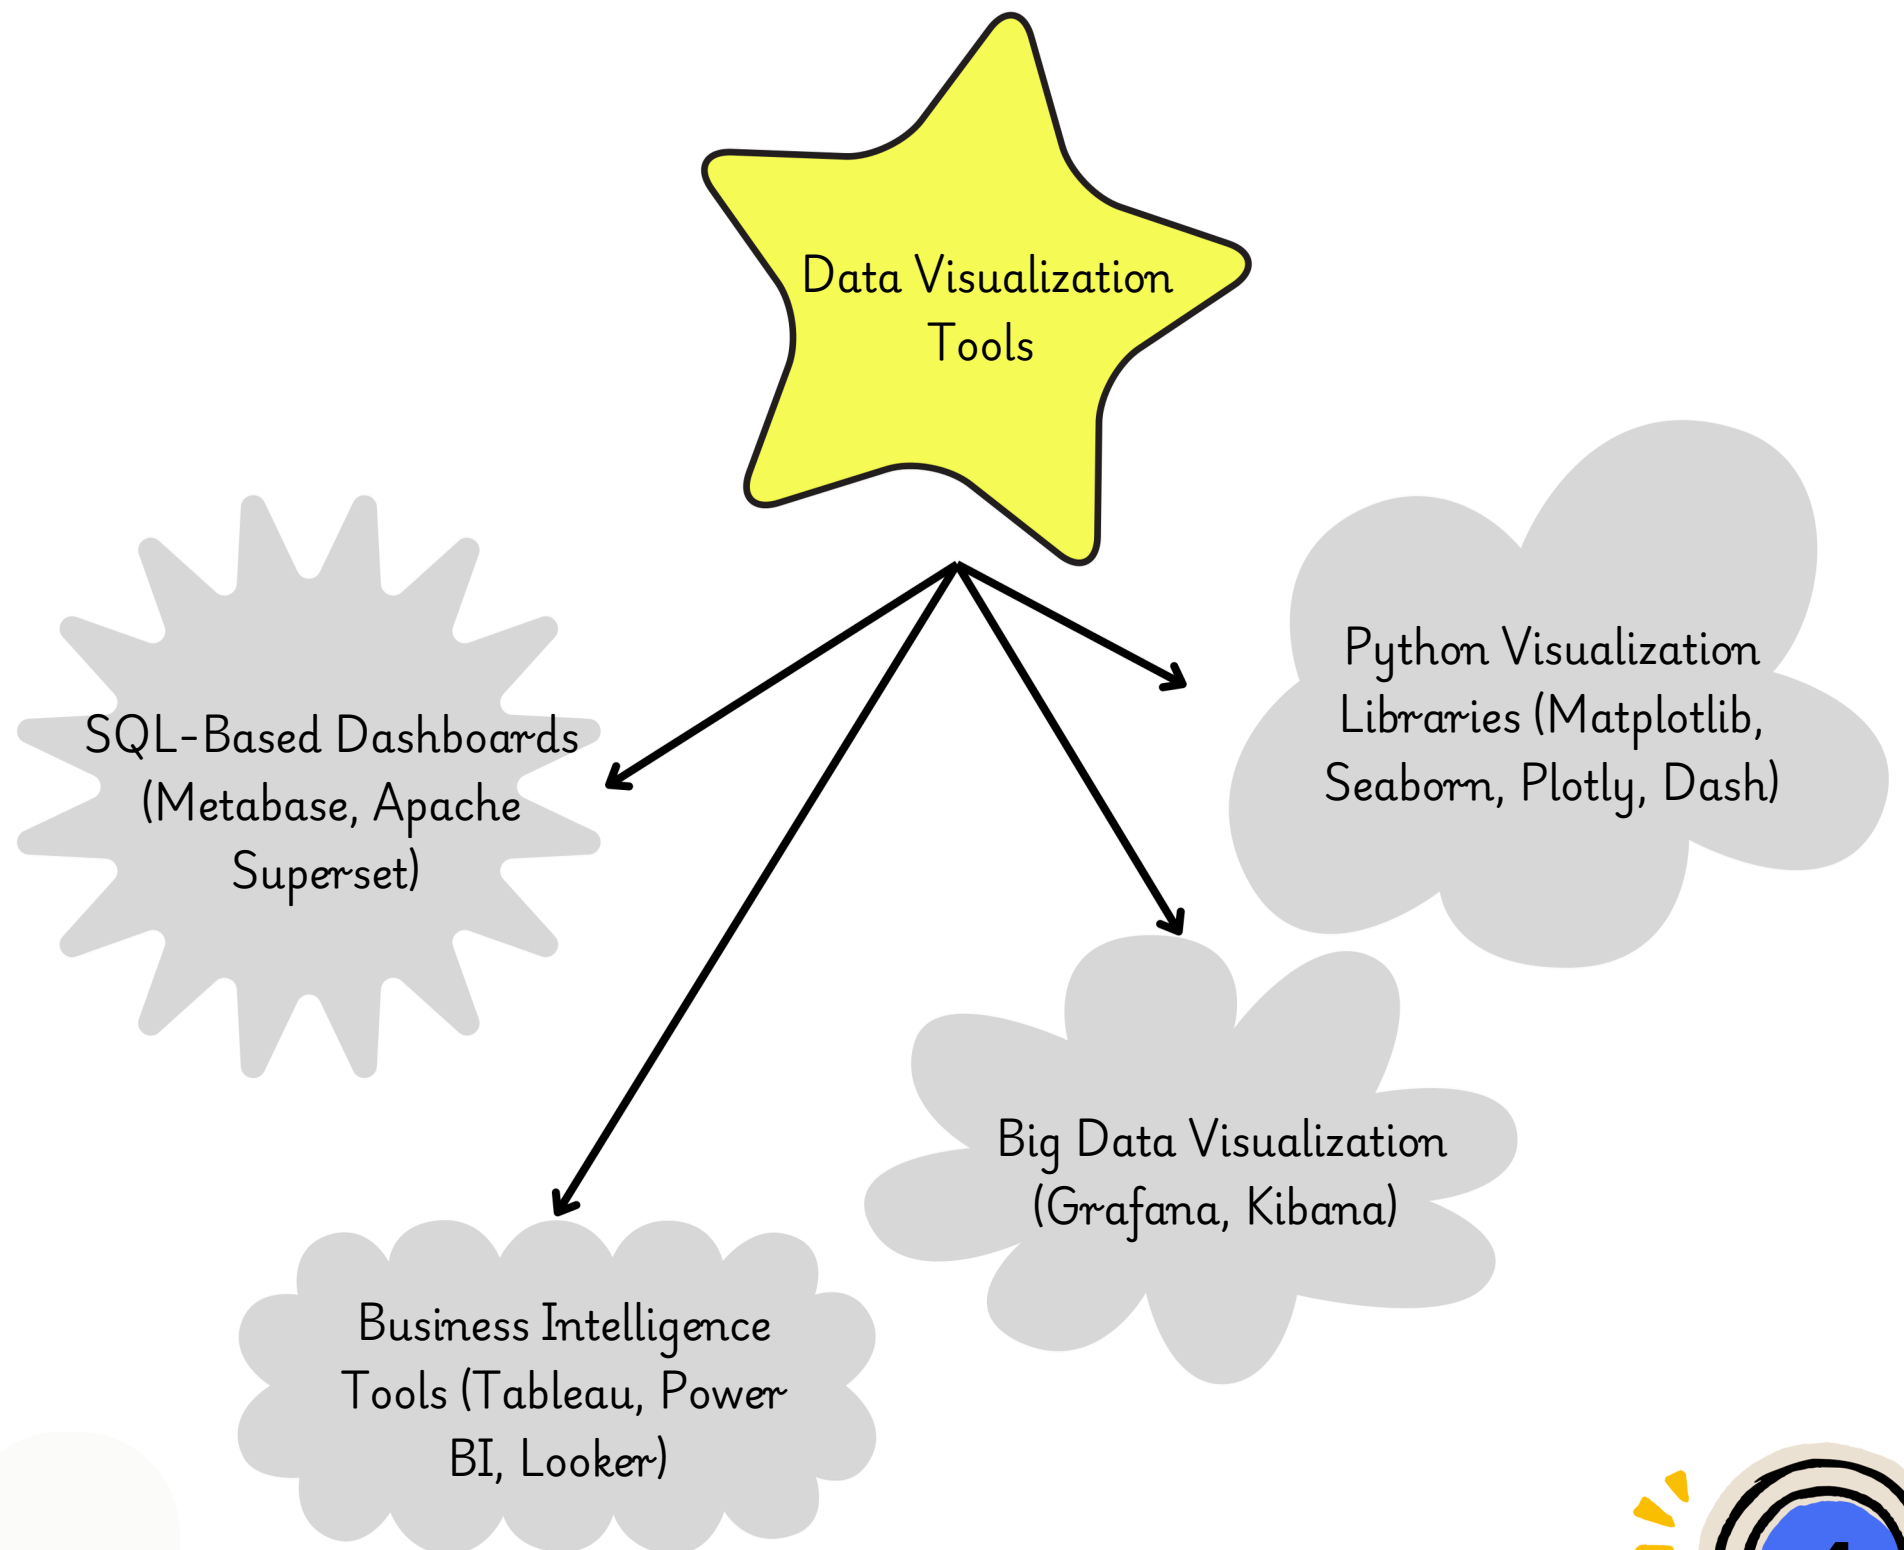 Data Visualization
Tools
Python Visualization
Libraries (Matplotlib,
Seaborn, Plotly, Dash)
SQL-Based Dashboards
(Metabase, Apache
Superset)
Big Data Visualization
(Grafana, Kibana)
Business Intelligence
Tools (Tableau, Power
BI, Looker)